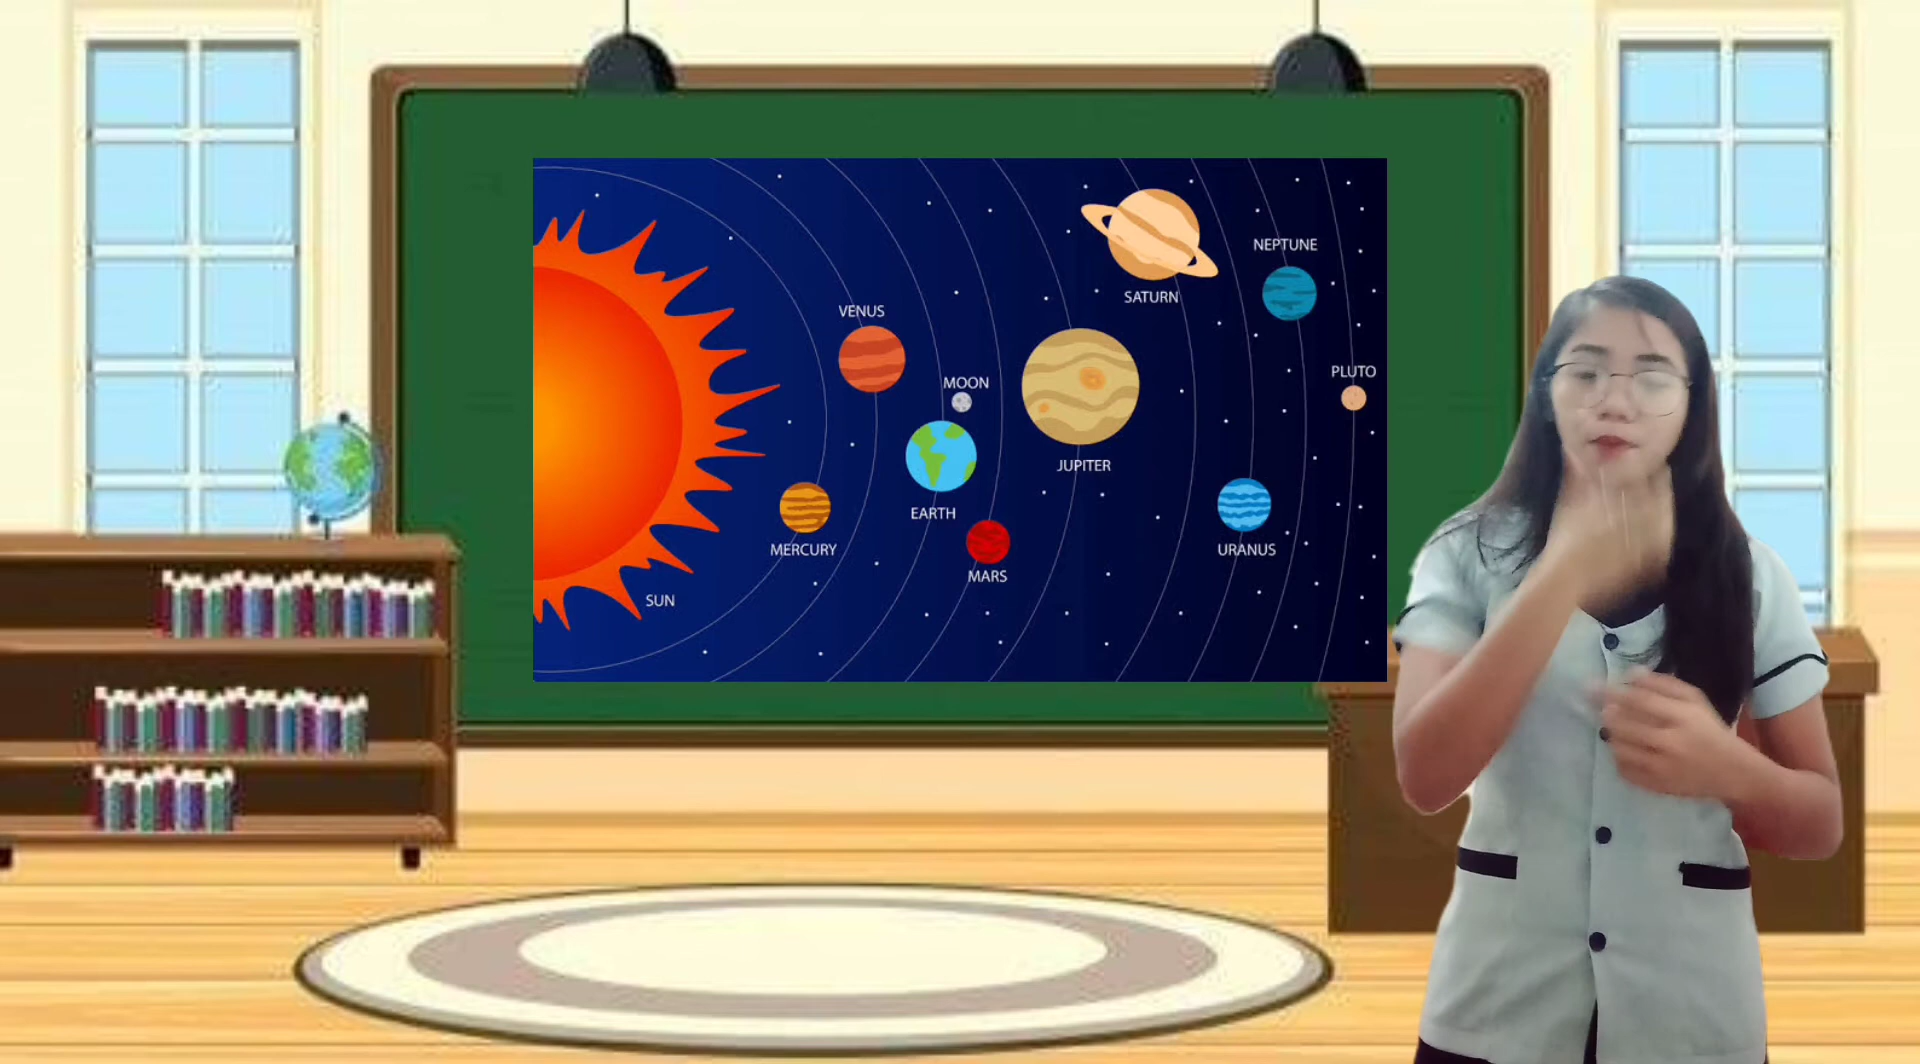 NEPTUNE
SATURN
VENUS
PLUTO
MOON
JUPITER
EARTH
MERCURY
URANUS
MARS
SUN